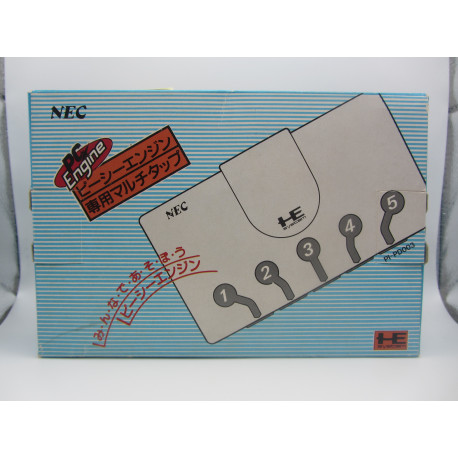 NEC
PC
Engine
ピーシーエンジン
専用マルチタップ
NEC
HE
1
2
3
4
5
PI-PD003
み・ん・な・で・あ・そ・ぼ・う
ピーシーエンジン
HE